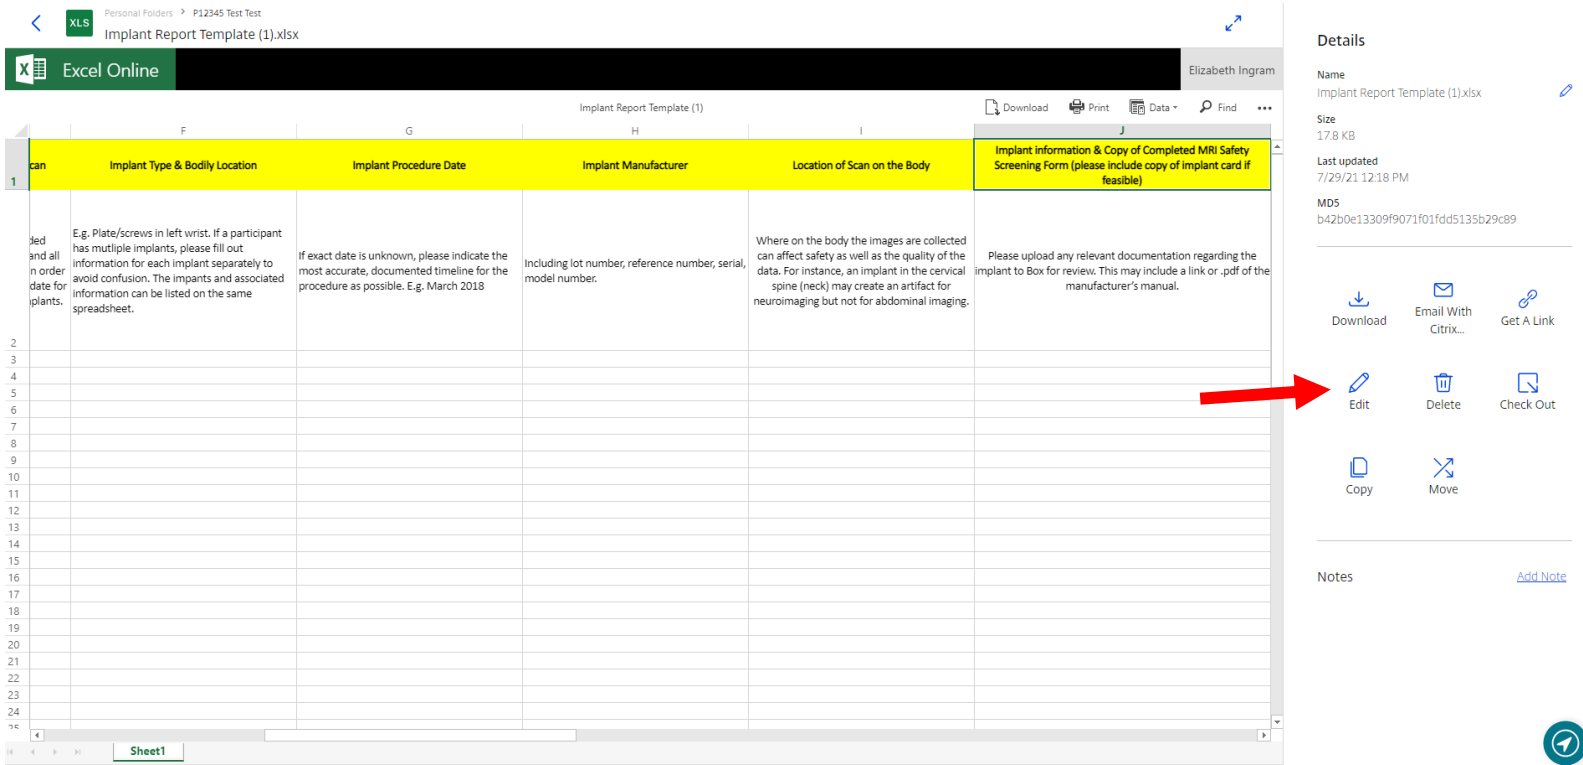 Personal Folders > P12345 Test Test
XLS
Implant Report Template (1).xlsx
Excel Online
Elizabeth Ingram
Implant Report Template (1)
Download Print Data Find •••
F G H I J
1
can
Implant Type & Bodily Location
Implant Procedure Date
Implant Manufacturer
Location of Scan on the Body
Implant information & Copy of Completed MRI Safety
Screening Form (please include copy of implant card if
feasible)
2
ded
and all
n order
date for
nplants.
E.g. Plate/screws in left wrist. If a participant
has mutliple implants, please fill out
information for each implant separately to
avoid confusion. The impants and associated
information can be listed on the same
spreadsheet.
If exact date is unknown, please indicate the
most accurate, documented timeline for the
procedure as possible. E.g. March 2018
Including lot number, reference number, serial,
model number.
Where on the body the images are collected
can affect safety as well as the quality of the
data. For instance, an implant in the cervical
spine (neck) may create an artifact for
neuroimaging but not for abdominal imaging.
Please upload any relevant documentation regarding the
implant to Box for review. This may include a link or .pdf of the
manufacturer's manual.
3
4
5
6
7
8
9
10
11
12
13
14
15
16
17
18
19
20
21
22
23
24
25
Sheet1
Details
Name
Implant Report Template (1).xlsx
Size
17.8 KB
Last updated
7/29/21 12:18 PM
MD5
b42b0e13309f9071f01fdd5135b29c89
Download
Email With
Citrix...
Get A Link
Edit
Delete
Check Out
Copy
Move
Notes
Add Note